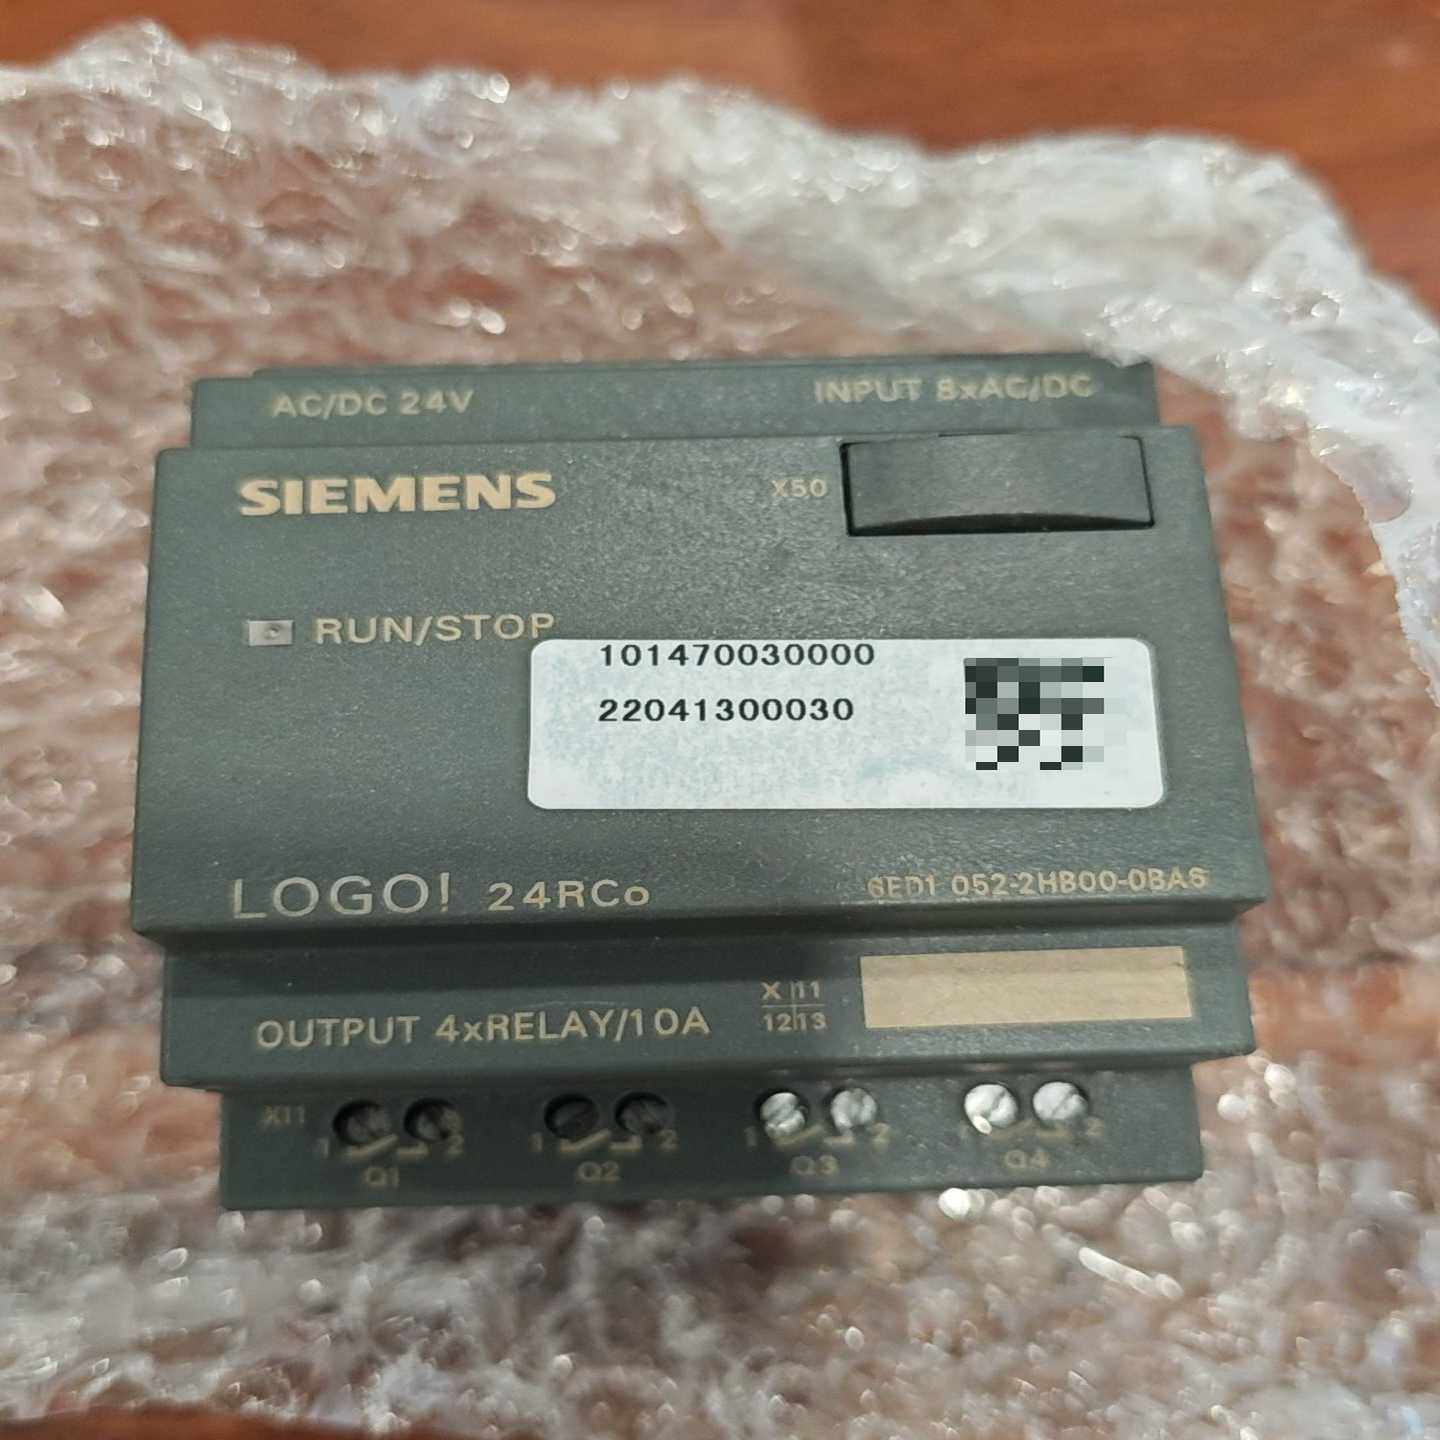 AC/DC 24V
INPUT 8xAC/DC
SIEMENS
X50
RUN/STOP
101470030000
22041300030
LOGO! 24RCo
6ED1 052-2HB00-0BA6
OUTPUT 4xRELAY/10A
X 11
12 13
X11
1 2
1 2
1 2
1 2
Q1
Q2
Q3
Q4